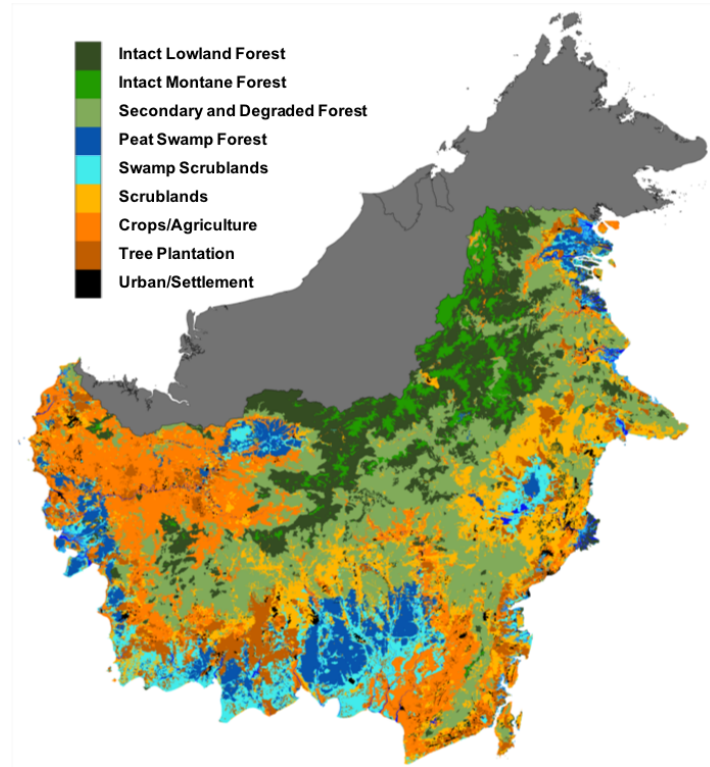 Intact Lowland Forest
Intact Montane Forest
Secondary and Degraded Forest
Peat Swamp Forest
Swamp Scrublands
Scrublands
Crops/Agriculture
Tree Plantation
Urban/Settlement